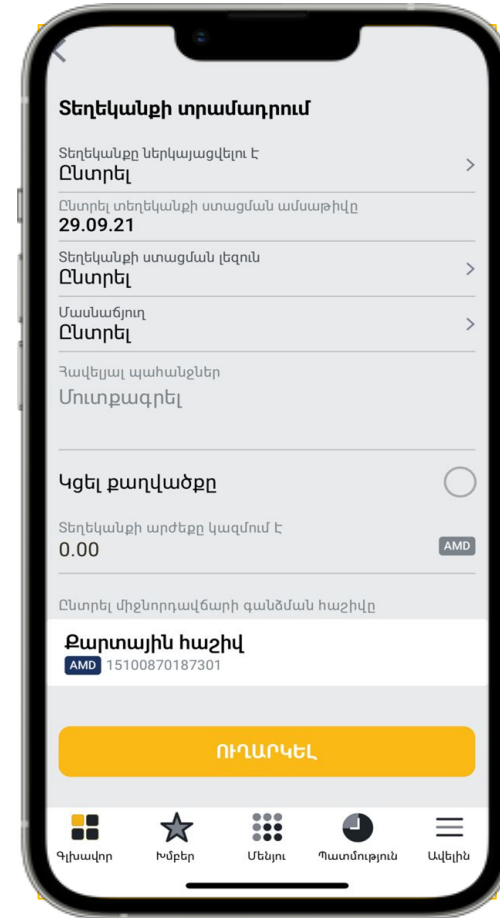 Տեղեկանքի տրամադրում
Տեղեկանքը ներկայացվելու է
Ընտրել
Ընտրել տեղեկանքի ստացման ամսաթիվը
29.09.21
Տեղեկանքի ստացման լեզուն
Ընտրել
Մասնաճյուղ
Ընտրել
Հավելյալ պահանջներ
Մուտքագրել
Կցել քաղվածքը
Տեղեկանքի արժեքը կազմում է
0.00 AMD
Ընտրել միջնորդավճարի գանձման հաշիվը
Քարտային հաշիվ
AMD 15100870187301
ՈՒՂԱՐԿԵԼ
Գլխավոր Խմբեր Մենյու Պատմություն Ավելին